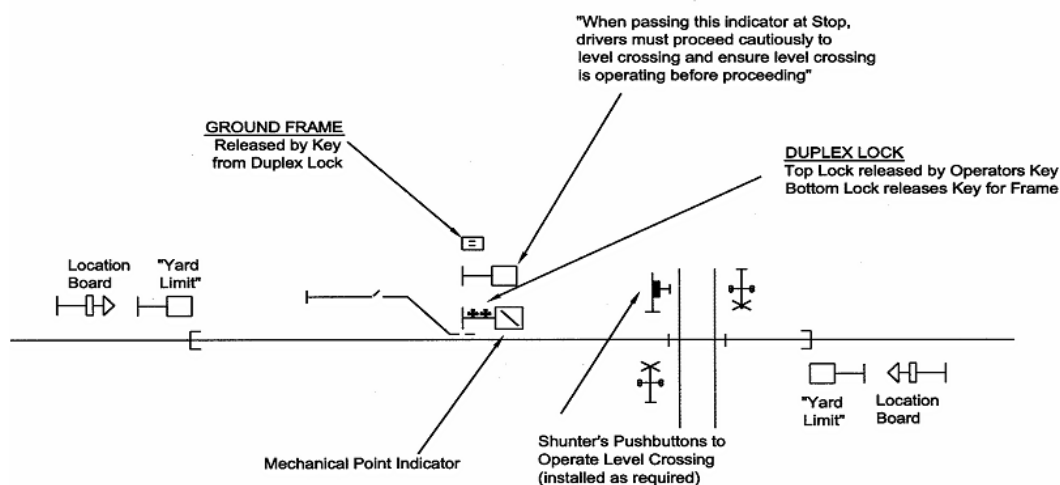 "When passing this indicator at Stop,
drivers must proceed cautiously to
level crossing and ensure level crossing
is operating before proceeding"
GROUND FRAME
Released by Key
from Duplex Lock
DUPLEX LOCK
Top Lock released by Operators Key
Bottom Lock releases Key for Frame
Location
Board
"Yard
Limit"
"Yard
Limit"
Location
Board
Mechanical Point Indicator
Shunter's Pushbuttons to
Operate Level Crossing
(installed as required)